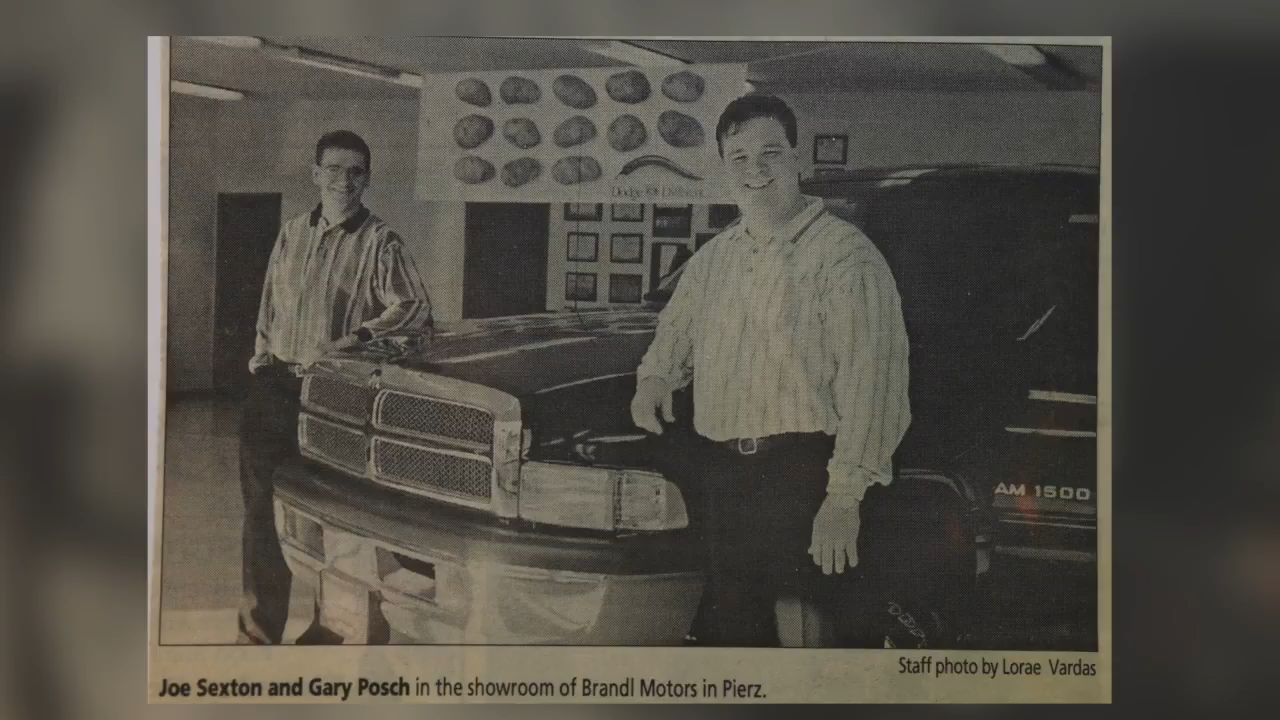 AM 1500
Staff photo by Lorae Vardas
Joe Sexton and Gary Posch in the showroom of Brandl Motors in Pierz.